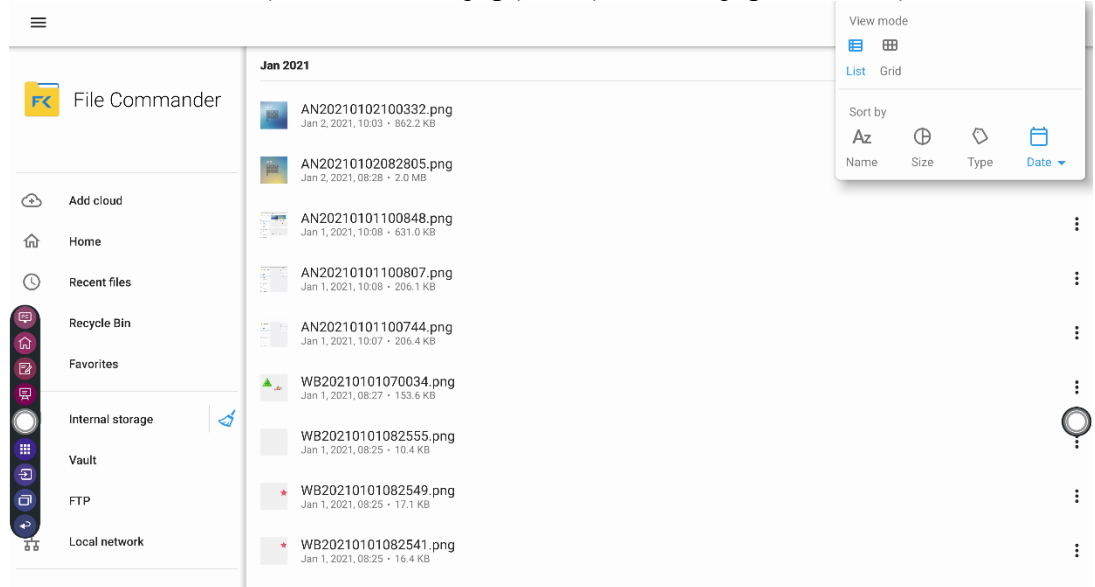 View mode
List Grid
Sort by
Az
Name Size Type Date
FK File Commander
Add cloud
Home
Recent files
Recycle Bin
Favorites
Internal storage
Vault
FTP
Local network
Jan 2021
AN20210102100332.png
Jan 2, 2021, 10:03 • 862.2 KB
AN20210102082805.png
Jan 2, 2021, 08:28 • 2.0 MB
AN20210101100848.png
Jan 1, 2021, 10:08 • 631.0 KB
AN20210101100807.png
Jan 1, 2021, 10:08 • 206.1 KB
AN20210101100744.png
Jan 1, 2021, 10:07 • 206.4 KB
WB20210101070034.png
Jan 1, 2021, 08:27 • 153.6 KB
WB20210101082555.png
Jan 1, 2021, 08:25 • 10.4 KB
WB20210101082549.png
Jan 1, 2021, 08:25 • 17.1 KB
WB20210101082541.png
Jan 1, 2021, 08:25 • 16.4 KB